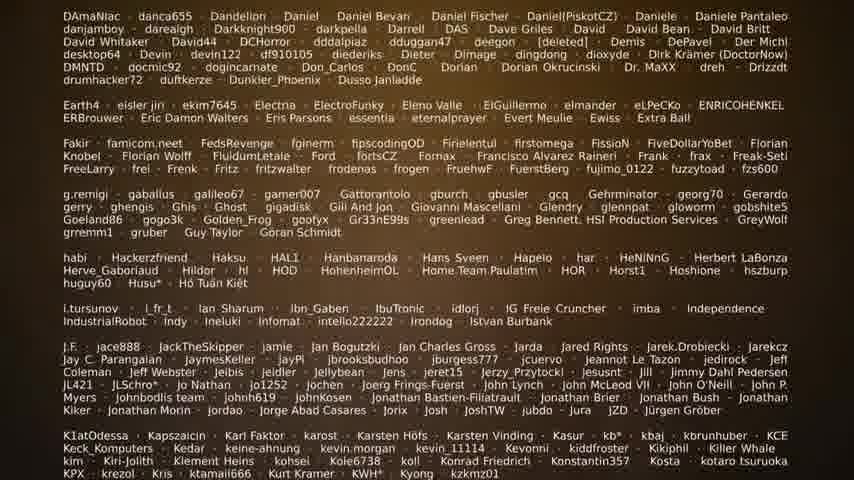 DAmaNiac · danca655 · Dandelion · Daniel · Daniel Bevan · Daniel Fischer · Daniel(PiskotCZ) · Daniele · Daniele Pantaleo
danjamboy · darealgh · Darkknight900 · darkpella · Darrell · DAS · Dave Griles · David · David Bean · David Britt
David Whitaker · David44 · DCHorror · dddalpiaz · dduggan47 · deegon · [deleted] · Demis · DePavel · Der Michl
desktop64 · Devin · devin122 · df910105 · diederiks · Dieter · Dimage · dingdong · dioxyde · Dirk Krämer (DoctorNow)
DMNTD · docmic92 · dogincarnate · Don_Carlos · DonC · Dorian · Dorian Okrucinski · Dr. MaXX · dreh · Drizzdt
drumhacker72 · duftkerze · Dunkler_Phoenix · Dusso Janladde
Earth4 · eisler jiri · ekim7645 · Electria · ElectroFunky · Eleno Valle · ElGuillermo · elmander · eLPeCKo · ENRICOHENKEL
ERBrouwer · Eric Damon Walters · Eris Parsons · essentia · eternalprayer · Evert Meulie · Ewiss · Extra Ball
Fakir · famicom.neet · FedsRevenge · fginerm · fipscodingOD · Firielentul · firstomega · FissioN · FiveDollarYoBet · Florian
Knobel · Florian Wolff · FluidumLetale · Ford · fortsCZ · Fornax · Francisco Alvarez Raineri · Frank · frax · Freak-Seti
FreeLarry · frei · Frenk · Fritz · fritzwalter · frodenas · frogen · FruehwF · FuerstBerg · fujimo_0122 · fuzzytoad · fzs600
g.remigj · gaballus · galileo67 · gamer007 · Gattorantolo · gburch · gbusler · gcq · Gehrminator · georg70 · Gerardo
gerry · ghengis · Ghis · Ghost · gigadisk · Gili And Jon · Giovanni Mascellani · Glendry · glennpat · gloworm · gobshite5
Goeland86 · gogo3k · Golden_Frog · gootyx · Gr33nE99s · greenlead · Greg Bennett, HSI Production Services · GreyWolf
grremm1 · gruber · Guy Taylor · Göran Schmidt
habi · Hackerzfriend · Haksu · HAL1 · Hanbanaroda · Hans Sveen · Hapelo · har · HeNiNnG · Herbert LaBonza
Herve_Gaboriaud · Hildor · hl · HOD · HohenheimOL · Home Team Paulatim · HOR · Horst1 · Hoshione · hszburp
huguy60 · Husu* · Hồ Tuấn Kiệt
i.tursunov · i_fr_t · Ian Sharum · Ibn_Gaben · IbuTronic · idlorj · IG Freie Cruncher · imba · Independence
IndustrialRobot · Indy · Ineluki · Infomat · intello222222 · Irondog · Istvan Burbank
J.F. · jace888 · JackTheSkipper · jamie · Jan Bogutzki · Jan Charles Gross · Jarda · Jared Rights · Jarek.Drobiecki · Jarekcz
Jay C. Parangalan · JaymesKeller · JayPi · jbrooksbudhoo · jburgess777 · jcuervo · Jeannot Le Tazon · jedirock · Jeff
Coleman · Jeff Webster · Jeibis · jeidler · Jellybean · Jens · jeret15 · Jerzy_Przytocki · Jesusnt · Jill · Jimmy Dahl Pedersen
JL421 · JLSchro* · Jo Nathan · Jo1252 · Jochen · Joerg Frings-Fuerst · John Lynch · John McLeod VII · John O'Neill · John P.
Myers · Johnbodlis team · johnh619 · JohnKosen · Jonathan Bastien-Filiatrault · Jonathan Brier · Jonathan Bush · Jonathan
Kiker · Jonathan Morin · jordao · Jorge Abad Casares · Jorix · Josh · JoshTW · jubdo · Jura · JZD · Jürgen Gröber
K1atOdessa · Kapszaicin · Karl Faktor · karost · Karsten Höfs · Karsten Vinding · Kasur · kb* · kbaj · kbrunhuber · KCE
Keck_Komputers · Kedar · keine-ahnung · kevin.morgan · kevin_11114 · Kevonni · kiddfroster · Kikiphil · Killer Whale
kim · Kiri-Jolith · Klement Heins · kohsei · Kole6738 · koll · Konrad Friedrich · Konstantin357 · Kosta · kotaro tsuruoka
KPX · krezol · Kris · ktamail666 · Kurt Kramer · KWH* · Kyong · kzkmz01